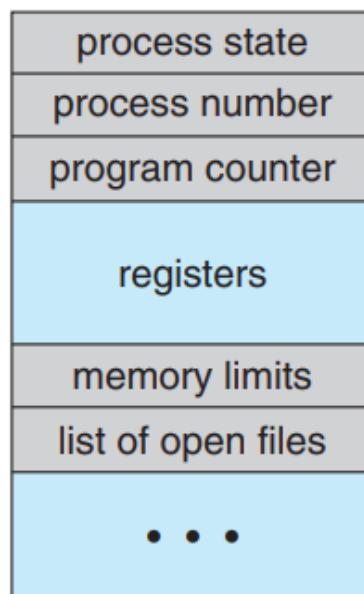 process state
process number
program counter
registers
memory limits
list of open files
• • •